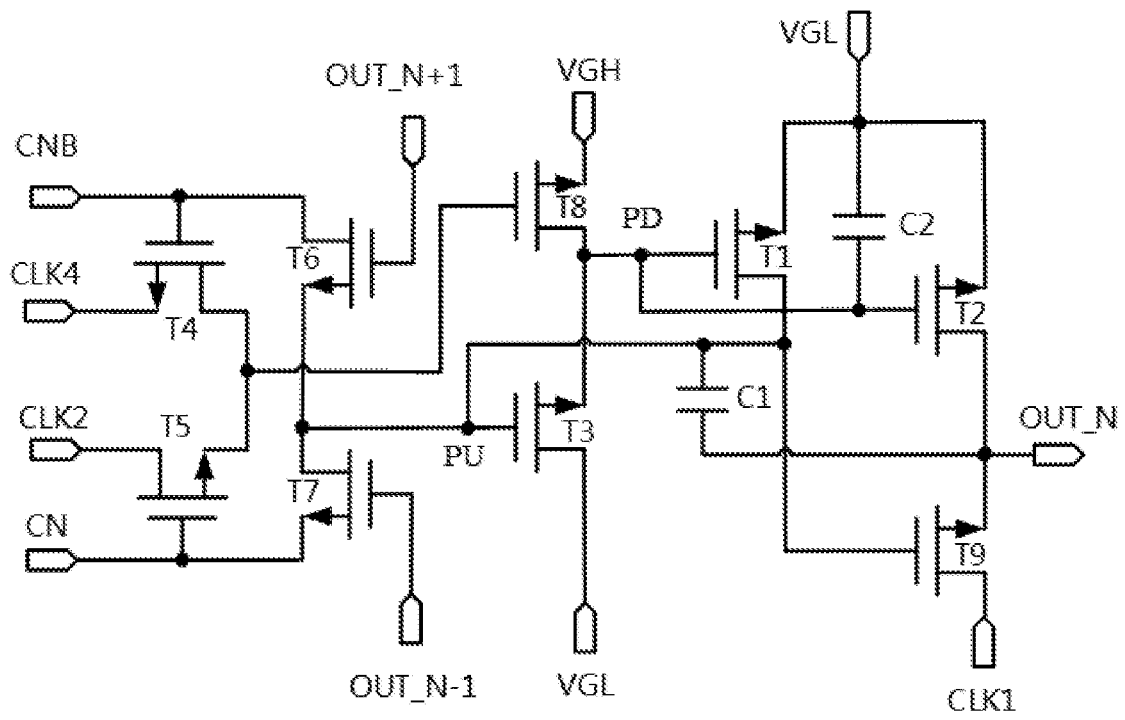 VGL
OUT_N+1
VGH
CNB
T8
PD
C2
T6
T1
CLK4
T2
T4
C1
CLK2
T5
T3
OUT_N
PU
T7
CN
T9
OUT_N-1
VGL
CLK1